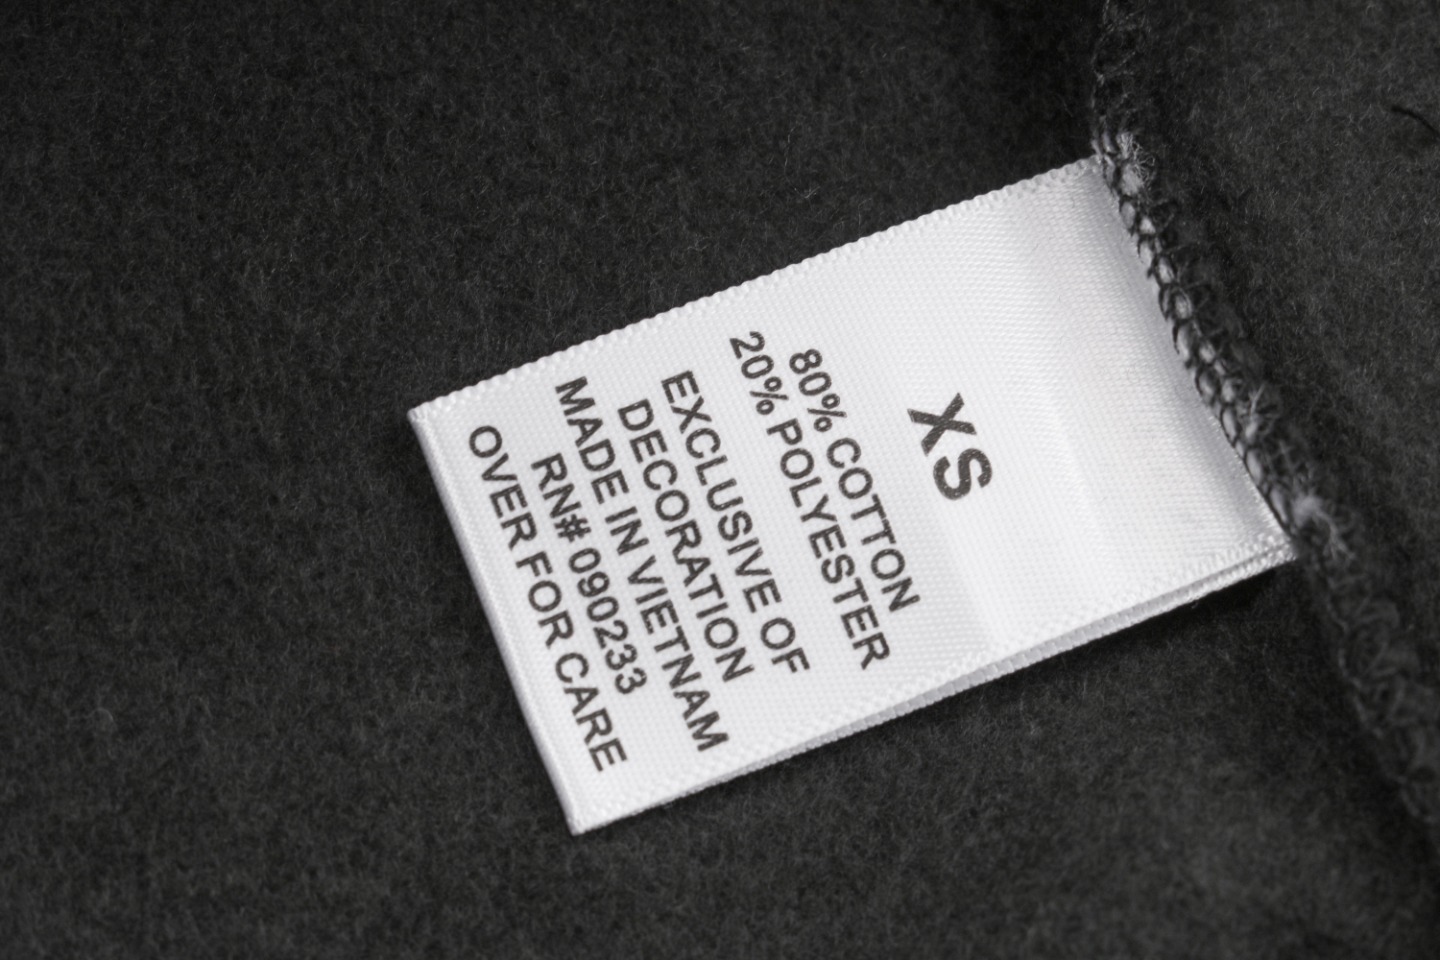 XS
80% COTTON
20% POLYESTER
EXCLUSIVE OF
DECORATION
MADE IN VIETNAM
RN# 090233
OVER FOR CARE